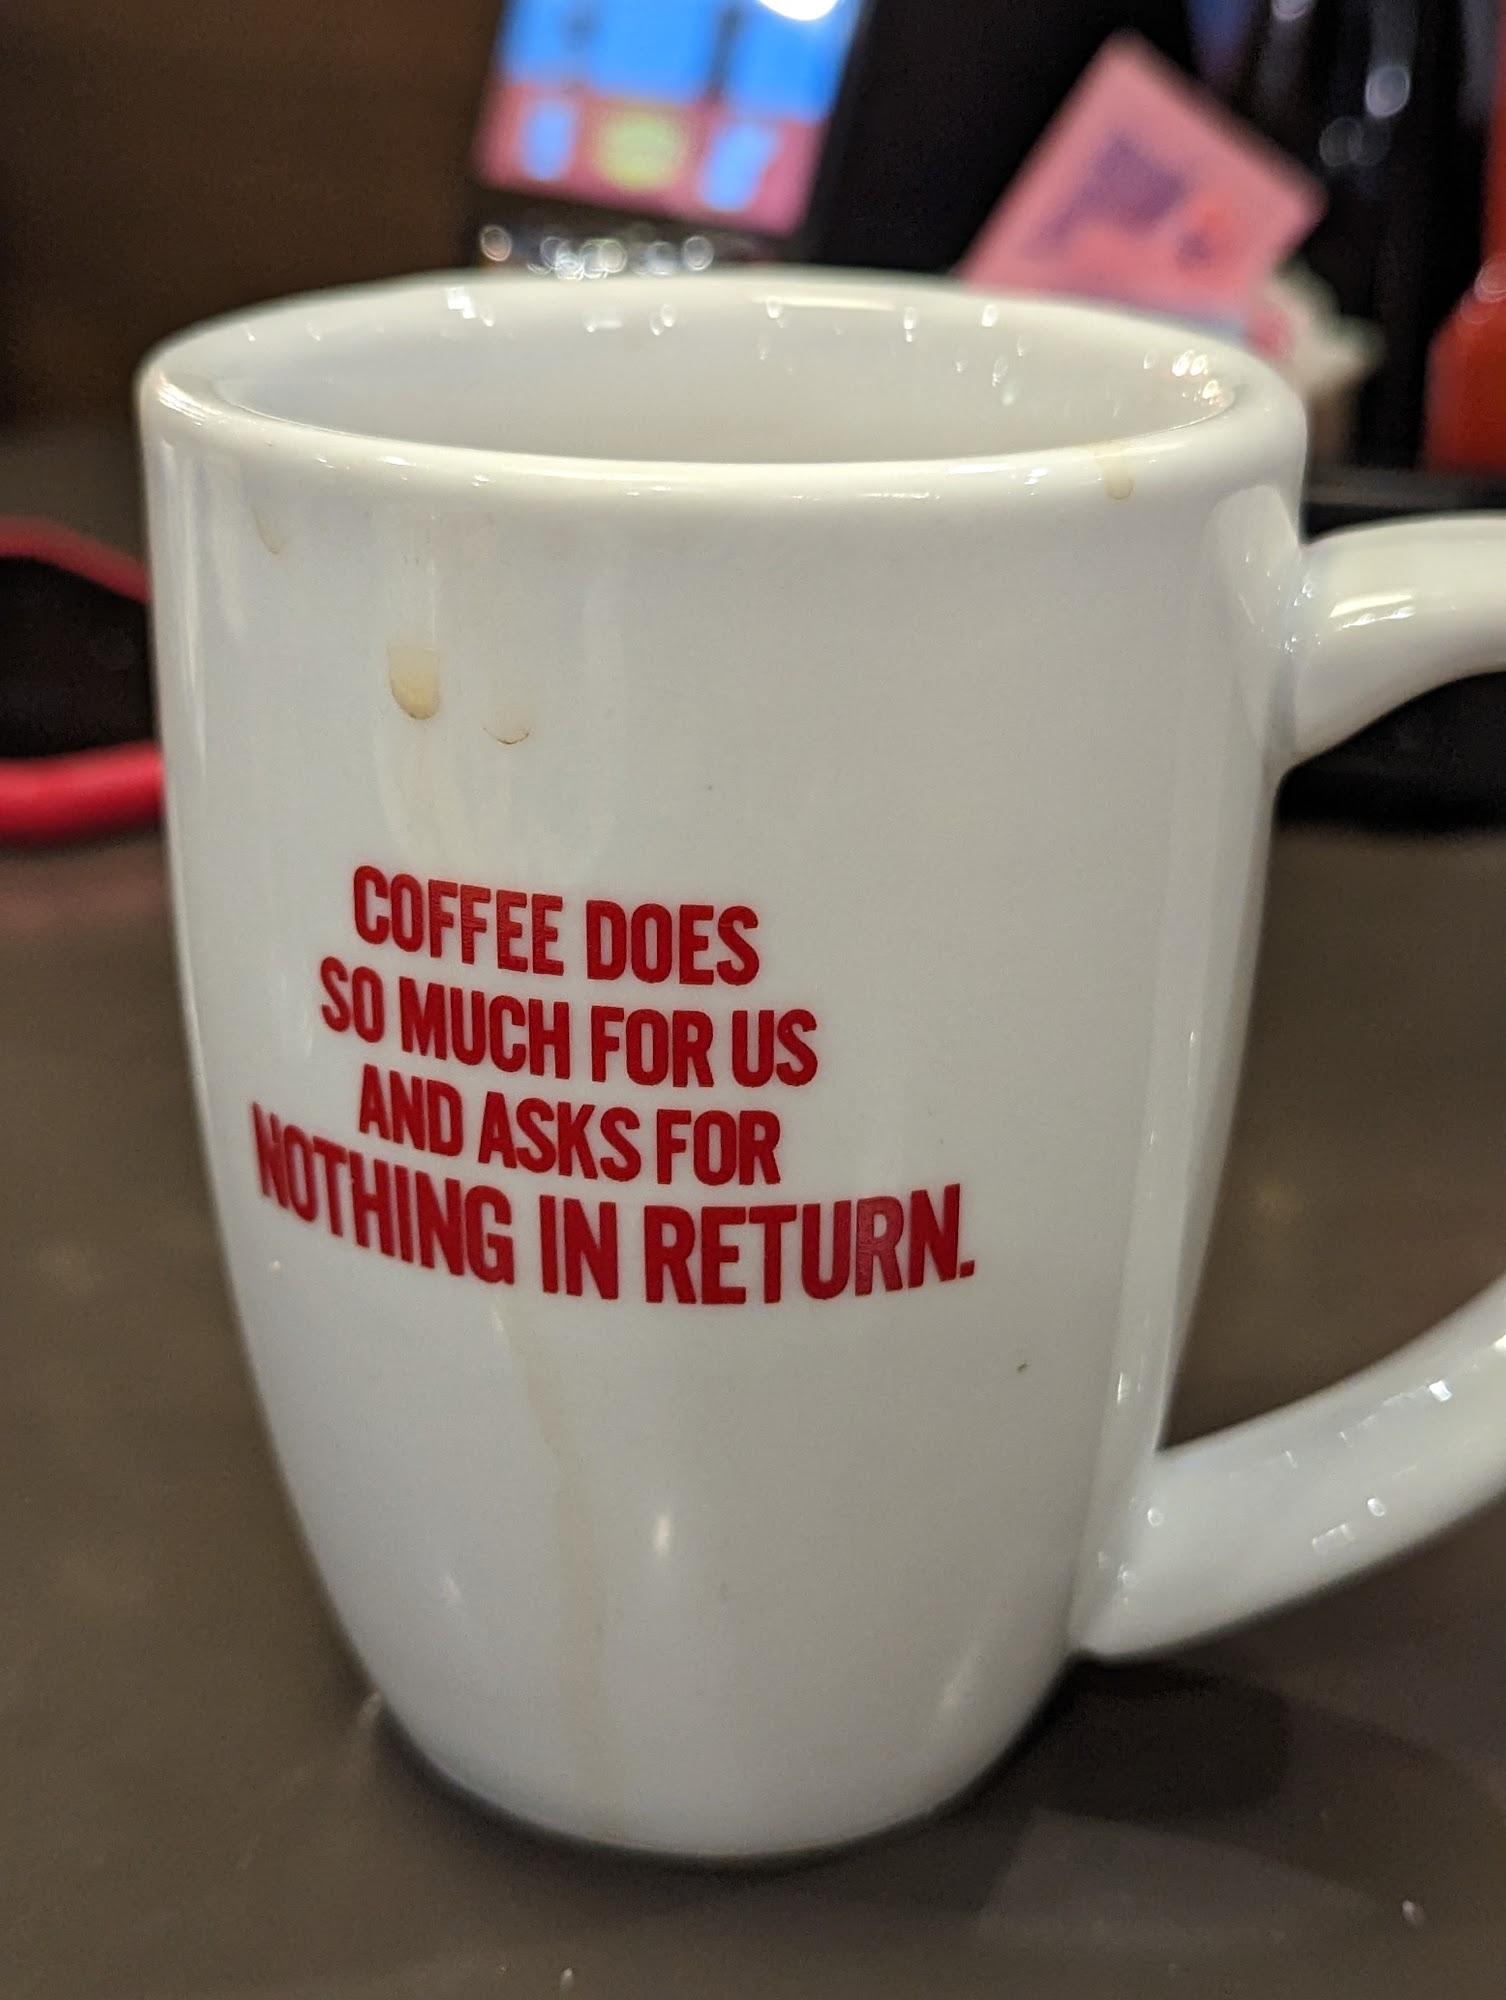 COFFEE DOES
SO MUCH FOR US
AND ASKS FOR
NOTHING IN RETURN.